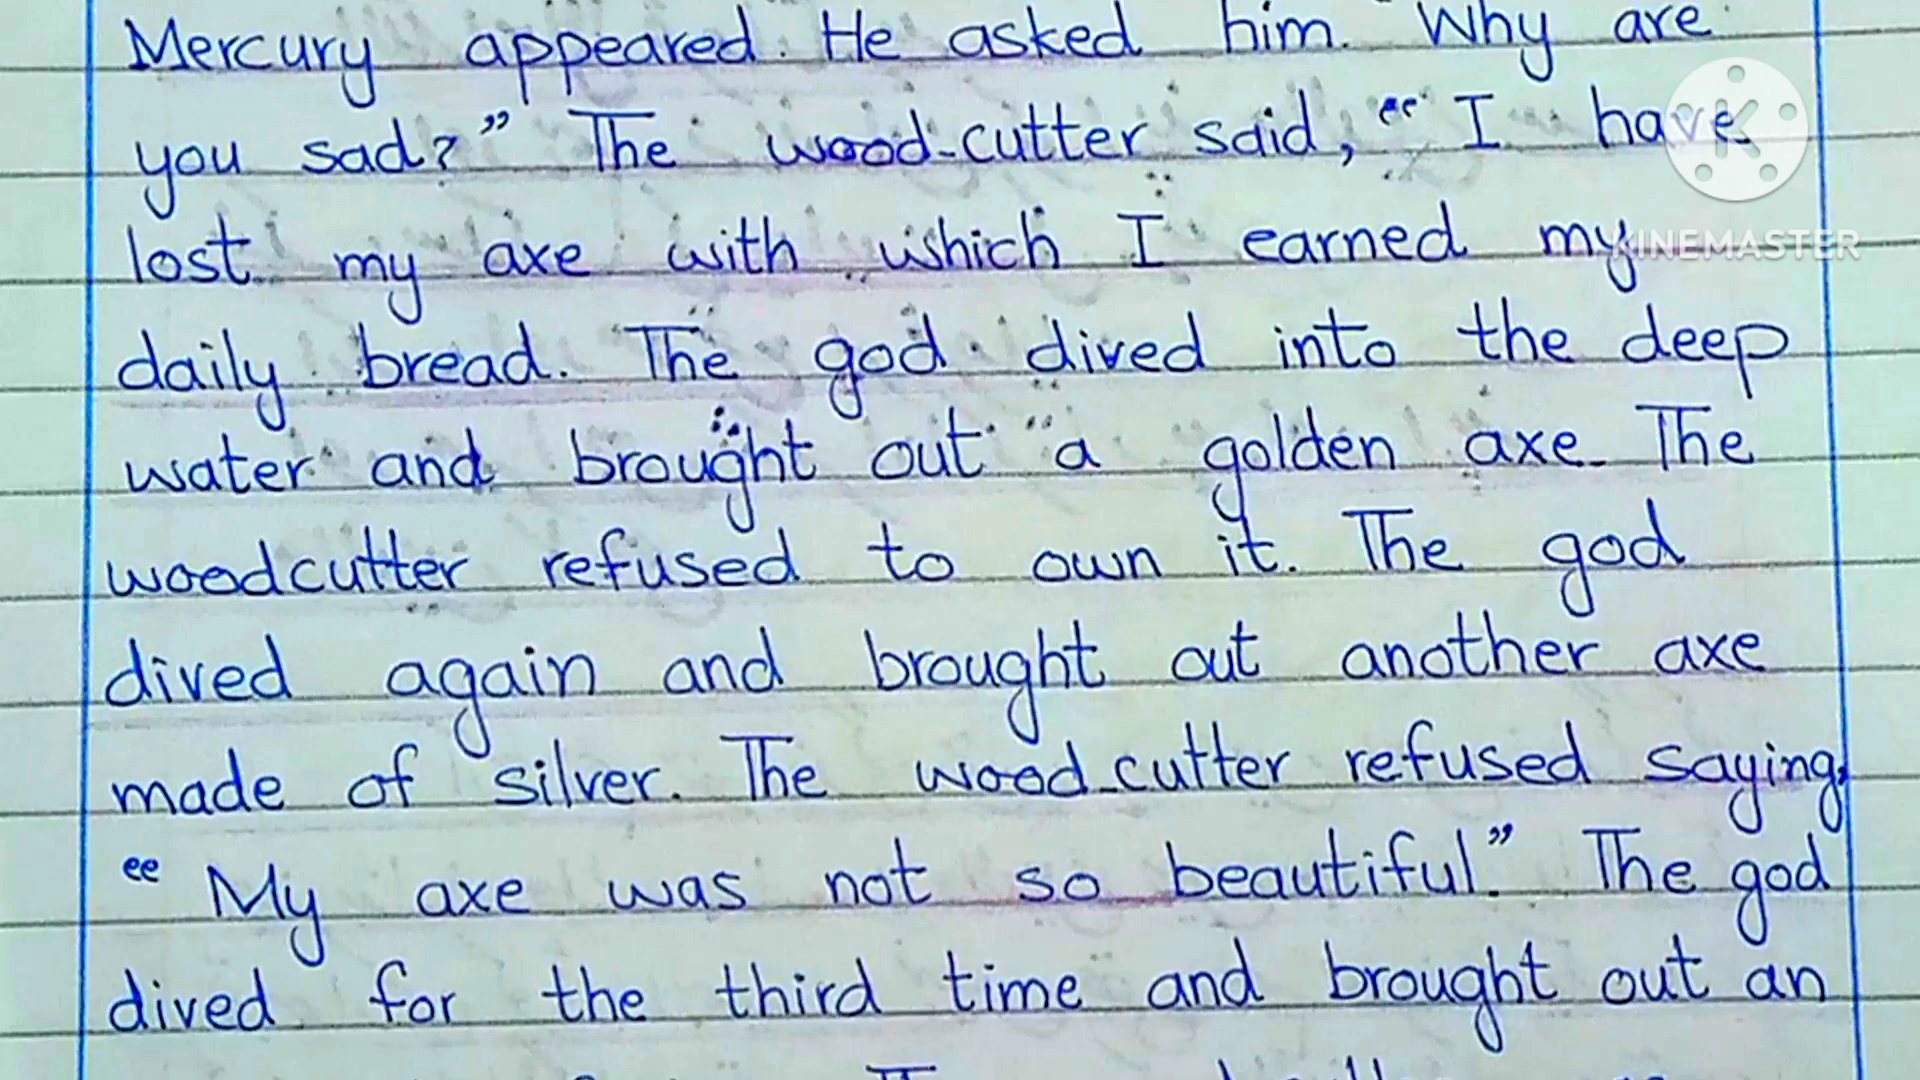 Mercury appeared. He asked him. "Why are
you sad?" The wood-cutter said, "I have
lost my axe with which I earned my
KINEMASTER
daily bread. The god dived into the deep
water and brought out a golden axe. The
woodcutter refused to own it. The god
dived again and brought out another axe
made of silver. The wood-cutter refused saying,
"My axe was not so beautiful." The god
dived for the third time and brought out an